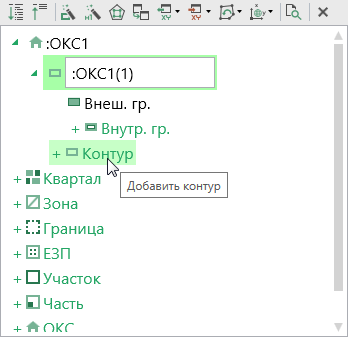 :ОКС1
:ОКС1(1)
Внеш. гр.
+ Внутр. гр.
+ Контур
Добавить контур
+ Квартал
+ Зона
+ Граница
+ ЕЗП
+ Участок
+ Часть
+ ОКС